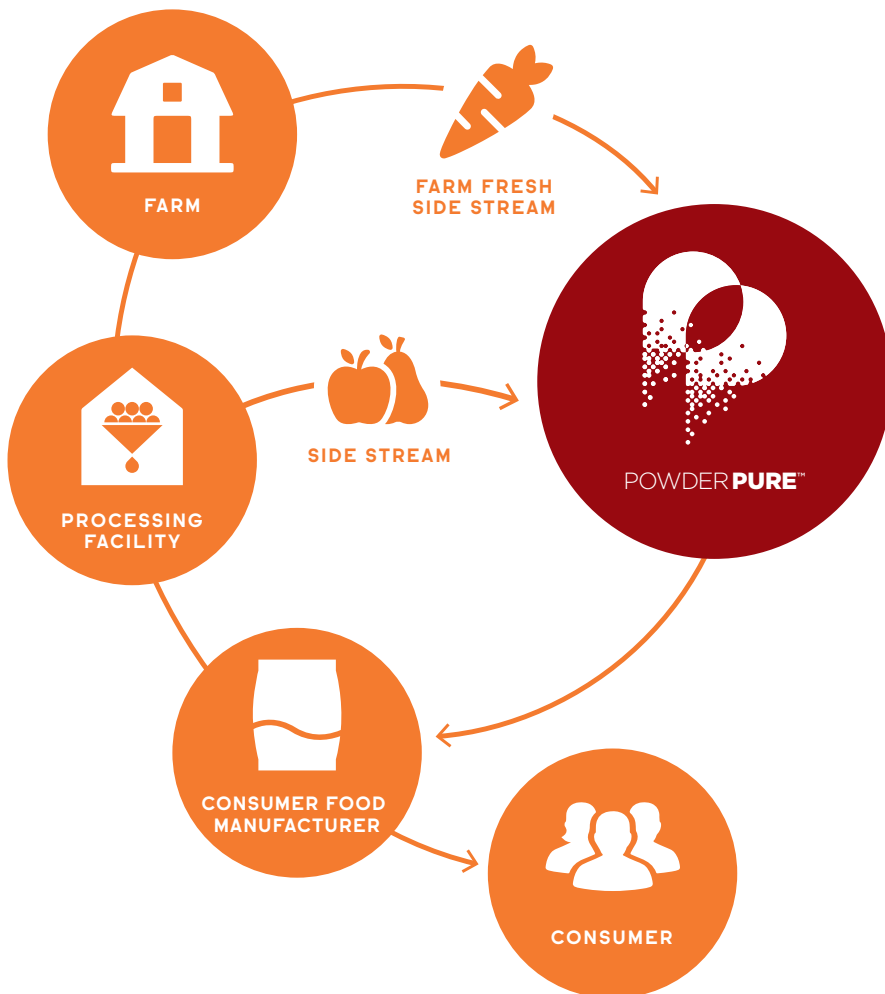 FARM
FARM FRESH
SIDE STREAM
POWDERPURE™
SIDE STREAM
PROCESSING
FACILITY
CONSUMER FOOD
MANUFACTURER
CONSUMER